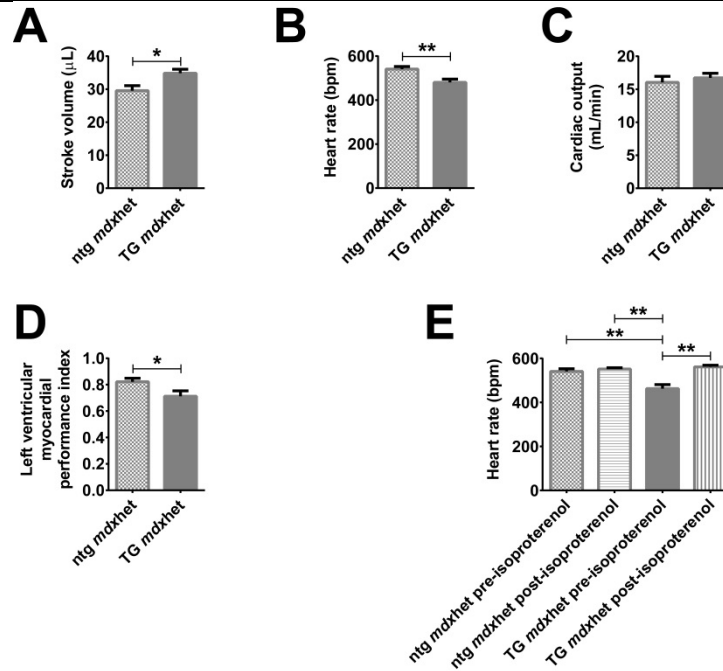 A
Stroke volume (μL)
40
30
20
10
0
*
ntg mdxhet
TG mdxhet
B
Heart rate (bpm)
600
400
200
0
**
ntg mdxhet
TG mdxhet
C
Cardiac output
(mL/min)
20
15
10
5
0
ntg mdxhet
TG mdxhet
D
Left ventricular
myocardial
performance index
1.0
0.8
0.6
0.4
0.2
0.0
*
ntg mdxhet
TG mdxhet
E
Heart rate (bpm)
600
400
200
0
**
**
**
ntg mdxhet pre-isoproterenol
ntg mdxhet post-isoproterenol
TG mdxhet pre-isoproterenol
TG mdxhet post-isoproterenol